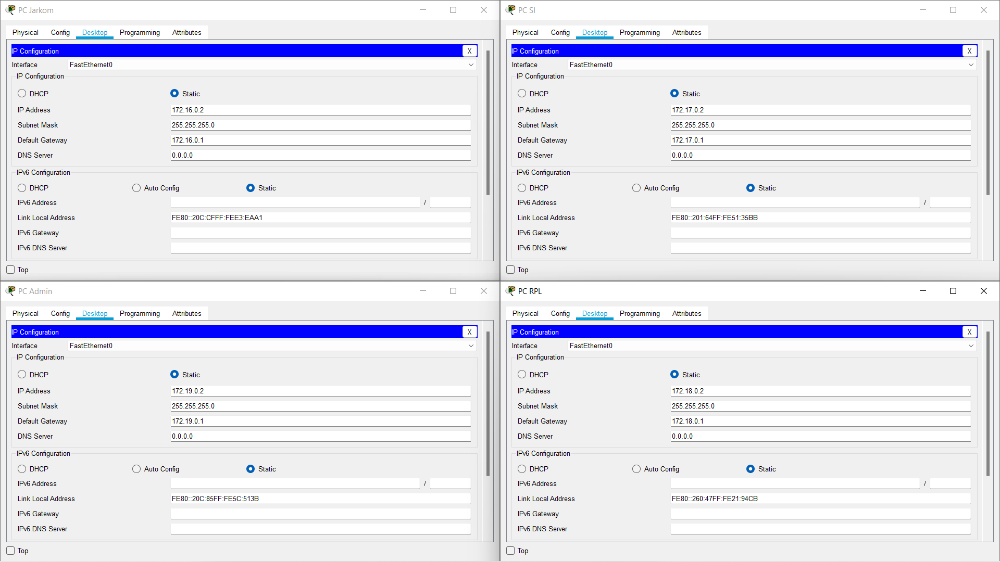 PC Jarkom
Physical Config Desktop Programming Attributes
IP Configuration X
Interface FastEthernet0
IP Configuration
DHCP Static
IP Address 172.16.0.2
Subnet Mask 255.255.255.0
Default Gateway 172.16.0.1
DNS Server 0.0.0.0
IPv6 Configuration
DHCP Auto Config Static
IPv6 Address /
Link Local Address FE80::20C:CFFF:FEE3:EAA1
IPv6 Gateway
IPv6 DNS Server
Top
PC SI
Physical Config Desktop Programming Attributes
IP Configuration X
Interface FastEthernet0
IP Configuration
DHCP Static
IP Address 172.17.0.2
Subnet Mask 255.255.255.0
Default Gateway 172.17.0.1
DNS Server 0.0.0.0
IPv6 Configuration
DHCP Auto Config Static
IPv6 Address /
Link Local Address FE80::201:64FF:FE51:35BB
IPv6 Gateway
IPv6 DNS Server
Top
PC Admin
Physical Config Desktop Programming Attributes
IP Configuration X
Interface FastEthernet0
IP Configuration
DHCP Static
IP Address 172.19.0.2
Subnet Mask 255.255.255.0
Default Gateway 172.19.0.1
DNS Server 0.0.0.0
IPv6 Configuration
DHCP Auto Config Static
IPv6 Address /
Link Local Address FE80::20C:85FF:FE5C:513B
IPv6 Gateway
IPv6 DNS Server
Top
PC RPL
Physical Config Desktop Programming Attributes
IP Configuration X
Interface FastEthernet0
IP Configuration
DHCP Static
IP Address 172.18.0.2
Subnet Mask 255.255.255.0
Default Gateway 172.18.0.1
DNS Server 0.0.0.0
IPv6 Configuration
DHCP Auto Config Static
IPv6 Address /
Link Local Address FE80::260:47FF:FE21:94CB
IPv6 Gateway
IPv6 DNS Server
Top